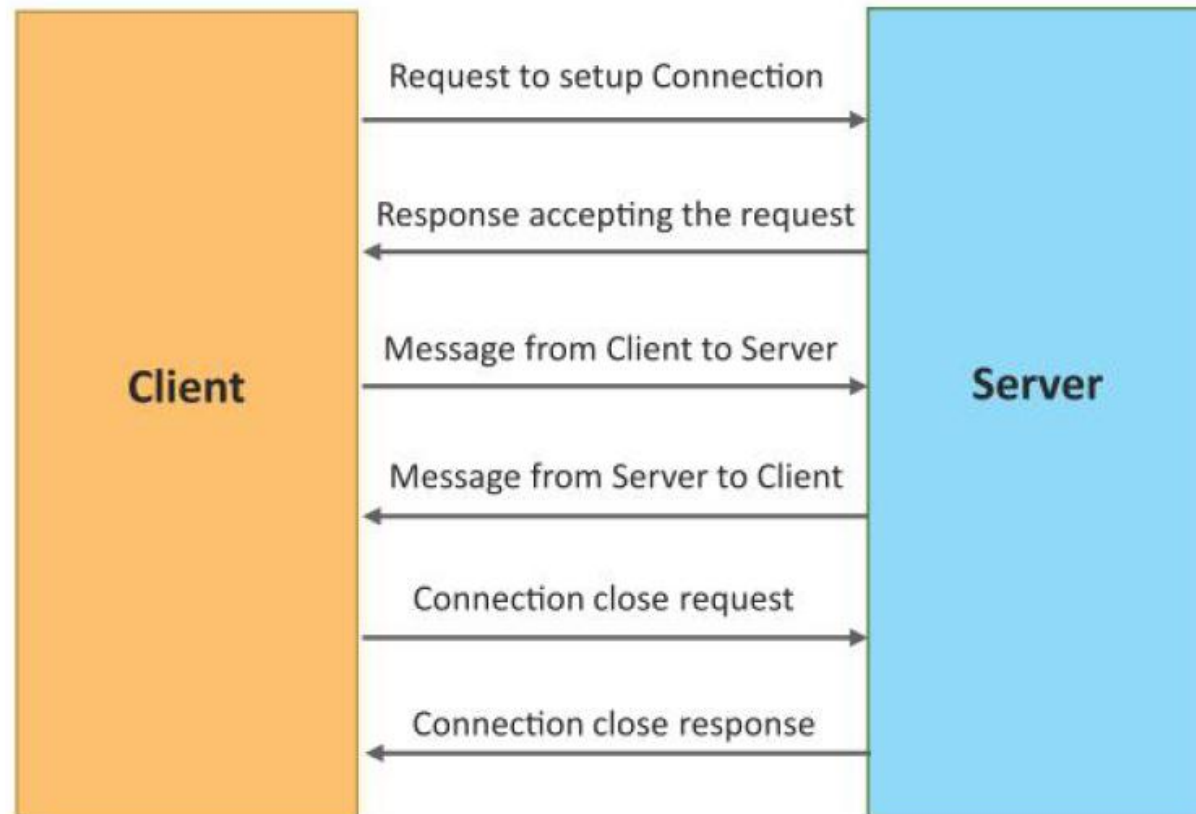 Request to setup Connection
Response accepting the request
Message from Client to Server
Client
Server
Message from Server to Client
Connection close request
Connection close response